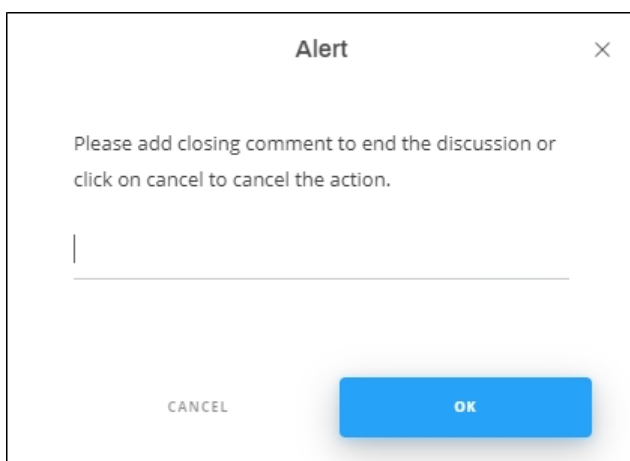 Alert
Please add closing comment to end the discussion or
click on cancel to cancel the action.
CANCEL
OK